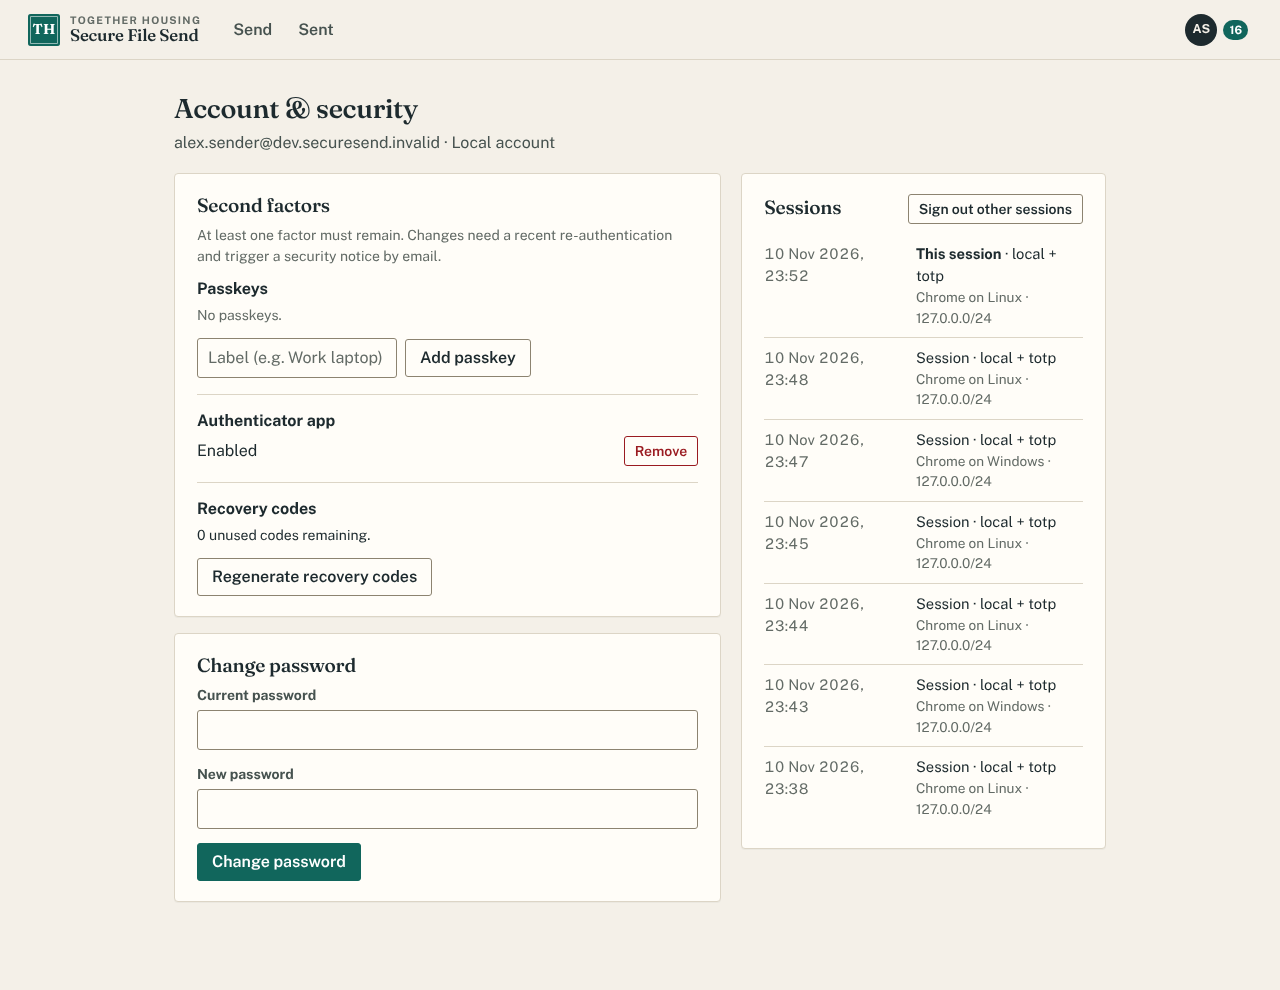 TH
TOGETHER HOUSING
Secure File Send
Send
Sent
AS
16
Account & security
alex.sender@dev.securesend.invalid · Local account
Second factors
At least one factor must remain. Changes need a recent re-authentication
and trigger a security notice by email.
Passkeys
No passkeys.
Label (e.g. Work laptop)
Add passkey
Authenticator app
Enabled
Remove
Recovery codes
0 unused codes remaining.
Regenerate recovery codes
Change password
Current password
New password
Change password
Sessions
Sign out other sessions
10 Nov 2026,
23:52
This session · local +
totp
Chrome on Linux ·
127.0.0.0/24
10 Nov 2026,
23:48
Session · local + totp
Chrome on Linux ·
127.0.0.0/24
10 Nov 2026,
23:47
Session · local + totp
Chrome on Windows ·
127.0.0.0/24
10 Nov 2026,
23:45
Session · local + totp
Chrome on Linux ·
127.0.0.0/24
10 Nov 2026,
23:44
Session · local + totp
Chrome on Linux ·
127.0.0.0/24
10 Nov 2026,
23:43
Session · local + totp
Chrome on Windows ·
127.0.0.0/24
10 Nov 2026,
23:38
Session · local + totp
Chrome on Linux ·
127.0.0.0/24